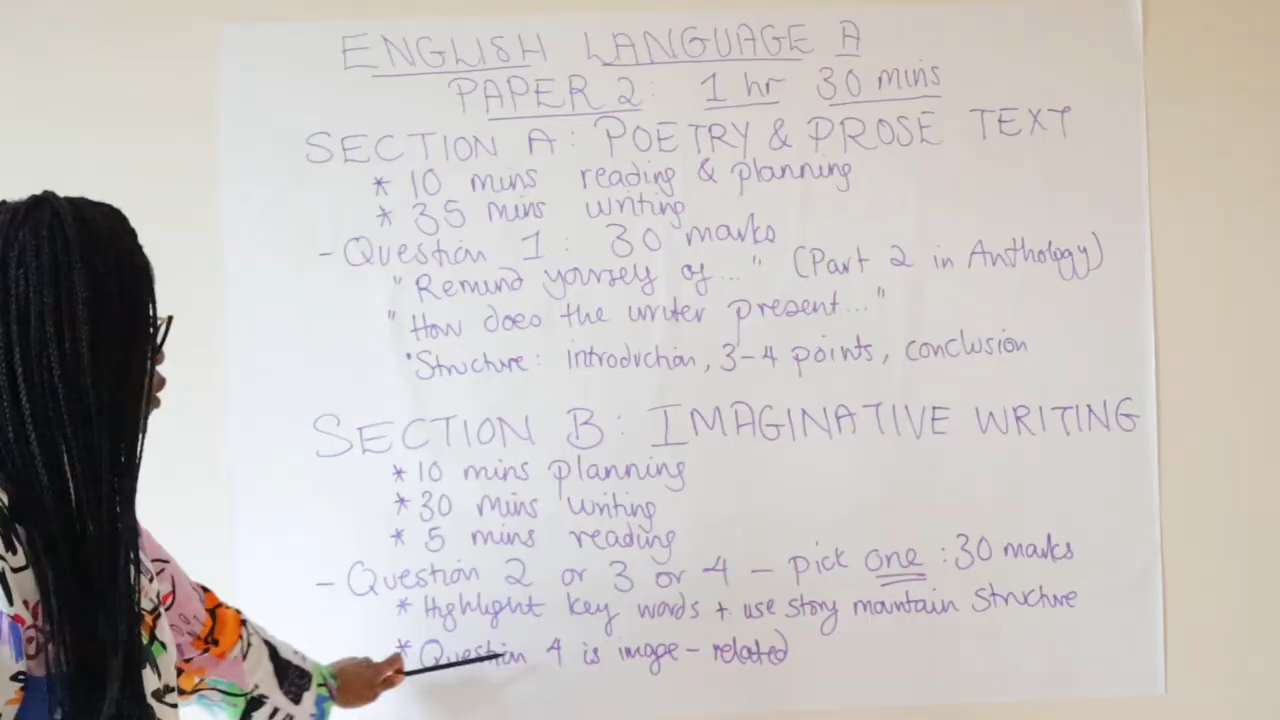 ENGLISH LANGUAGE A
PAPER 2: 1 hr 30 mins
SECTION A: POETRY & PROSE TEXT
* 10 mins reading & planning
* 35 mins writing
- Question 1: 30 marks
"Remind yourself of..." (Part 2 in Anthology)
"How does the writer present..."
*Structure: introduction, 3-4 points, conclusion
SECTION B: IMAGINATIVE WRITING
* 10 mins planning
* 30 mins writing
* 5 mins reading
- Question 2 or 3 or 4 - pick one: 30 marks
* Highlight key words + use story mountain structure
* Question 4 is image-related